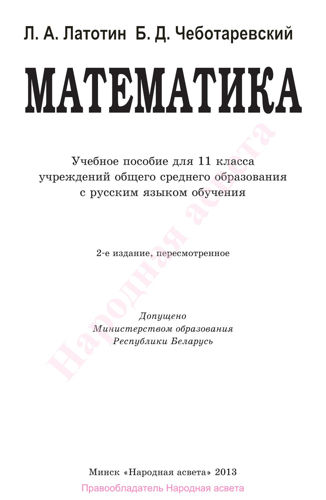 Л. А. Латотин Б. Д. Чеботаревский
МАТЕМАТИКА
Учебное пособие для 11 класса
учреждений общего среднего образования
с русским языком обучения
2-е издание, пересмотренное
Допущено
Министерством образования
Республики Беларусь
Народная асвета
Минск «Народная асвета» 2013
Правообладатель Народная асвета